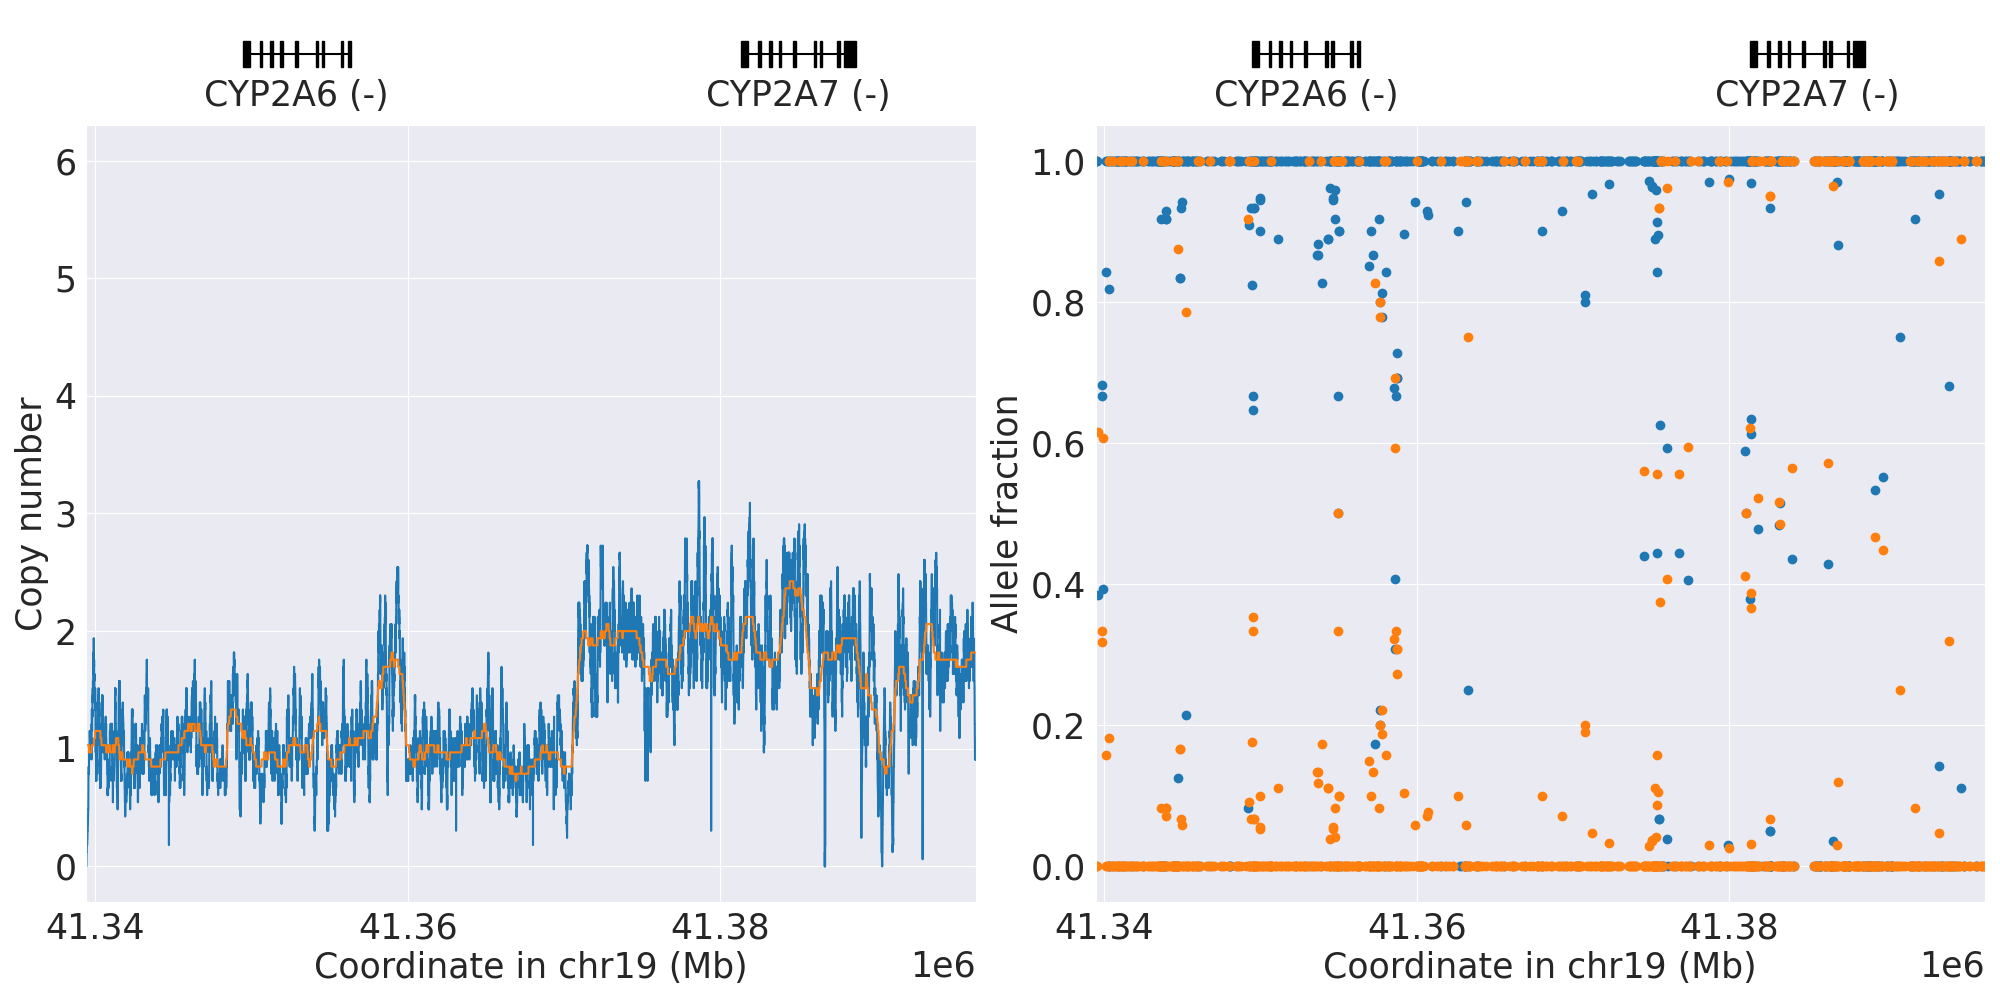 CYP2A6 (-)
CYP2A7 (-)
6
5
4
3
2
1
0
Copy number
41.34
41.36
41.38
Coordinate in chr19 (Mb)
1e6
CYP2A6 (-)
CYP2A7 (-)
1.0
0.8
0.6
0.4
0.2
0.0
Allele fraction
41.34
41.36
41.38
Coordinate in chr19 (Mb)
1e6